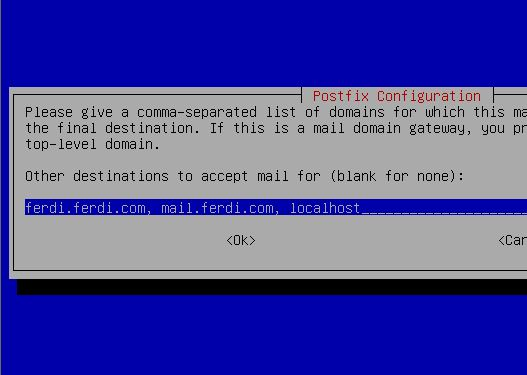 Postfix Configuration
Please give a comma-separated list of domains for which this ma
the final destination. If this is a mail domain gateway, you pr
top-level domain.
Other destinations to accept mail for (blank for none):
ferdi.ferdi.com, mail.ferdi.com, localhost_____________________
<Ok> <Can